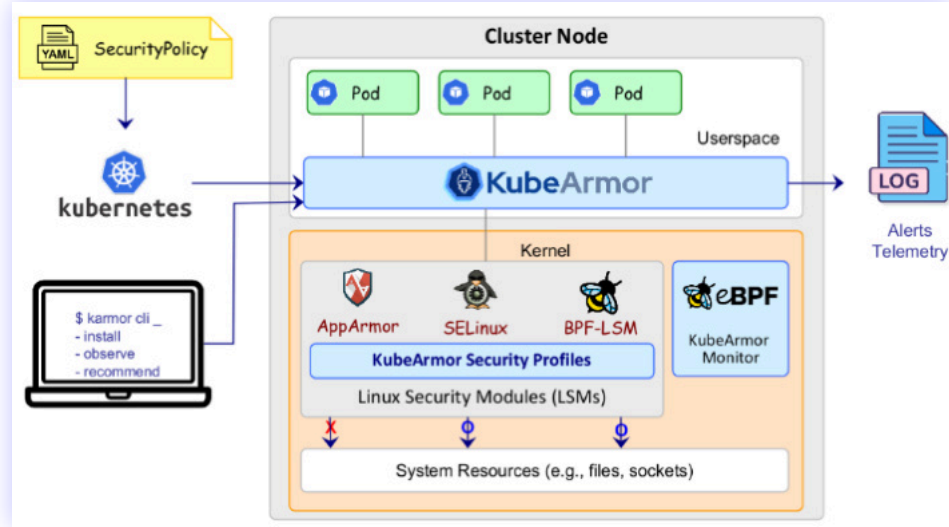 YAML
SecurityPolicy
kubernetes
$ karmor cli _
- install
- observe
- recommend
Cluster Node
Pod
Pod
Pod
Userspace
KubeArmor
LOG
Alerts
Telemetry
Kernel
AppArmor
SELinux
BPF-LSM
KubeArmor Security Profiles
Linux Security Modules (LSMs)
eBPF
KubeArmor
Monitor
X
System Resources (e.g., files, sockets)